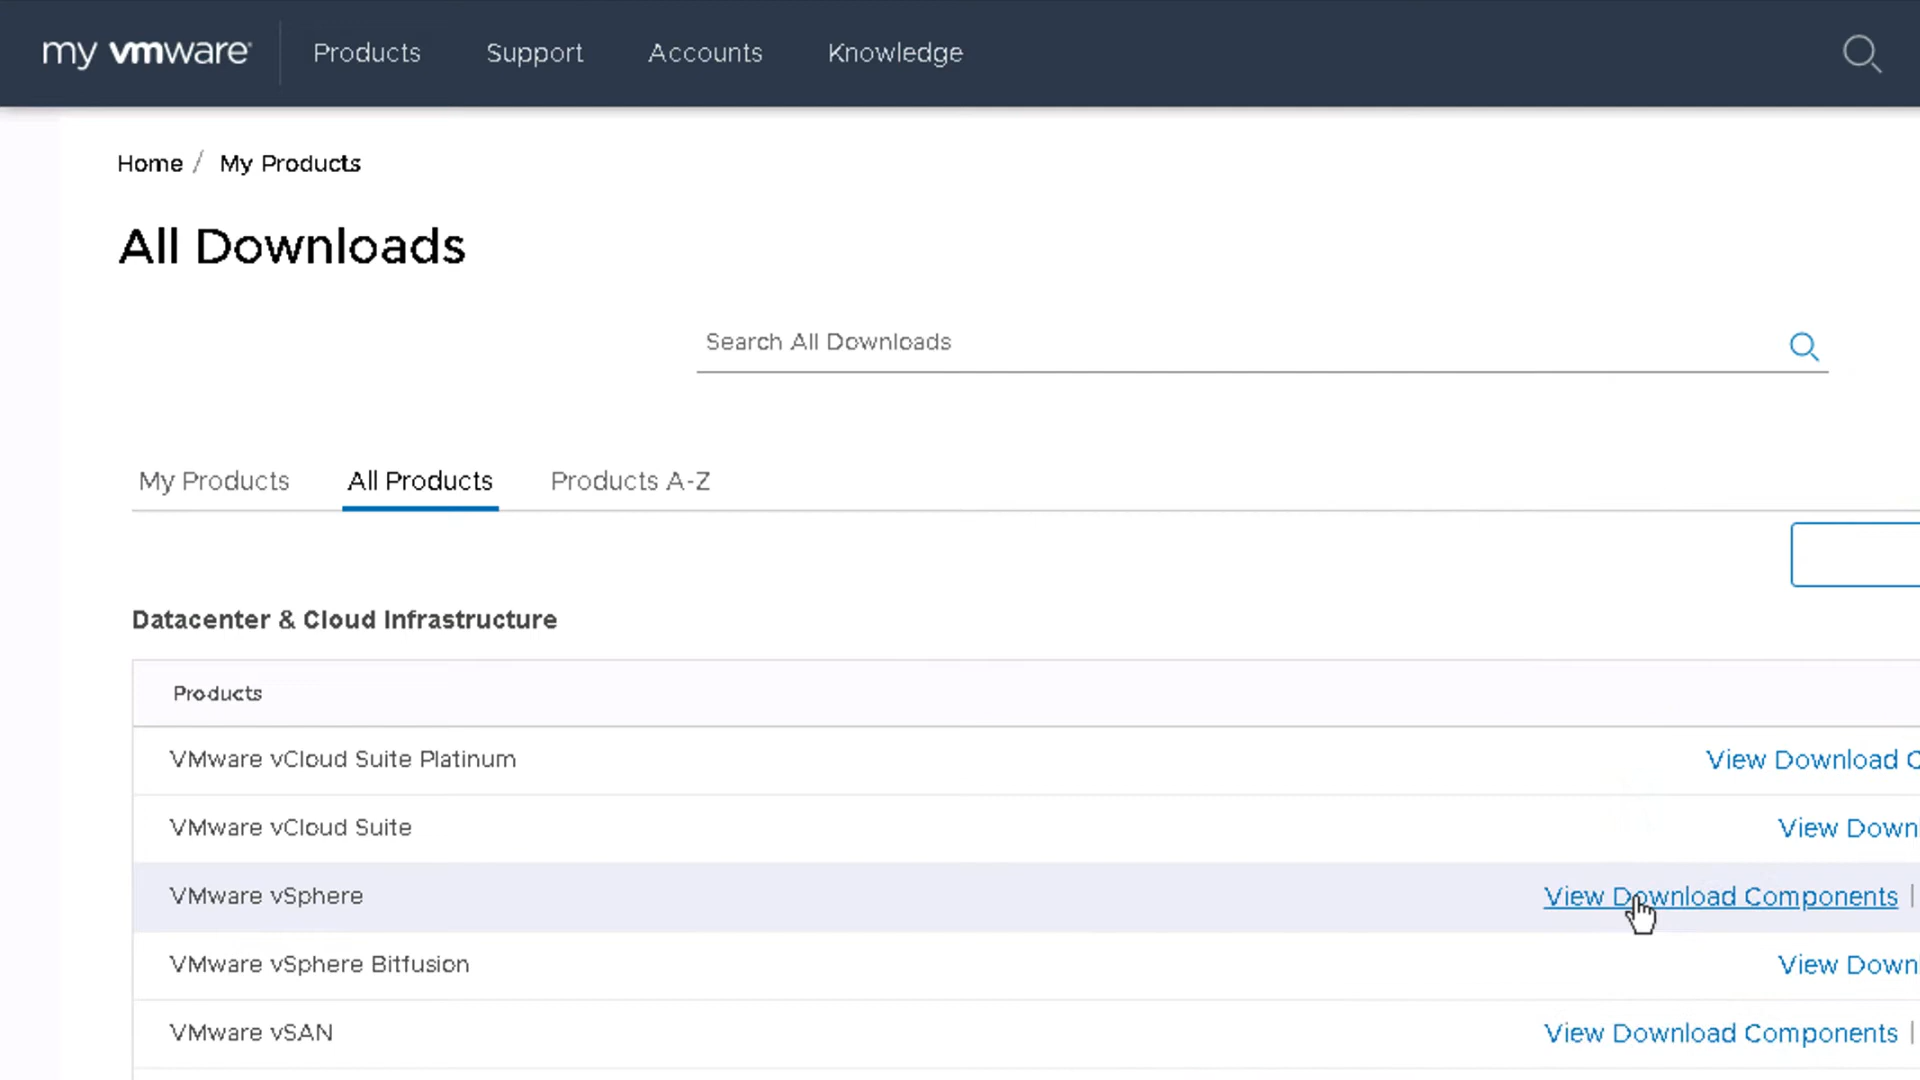 my vmware® Products Support Accounts Knowledge
Home / My Products
All Downloads
Search All Downloads
My Products All Products Products A-Z
Datacenter & Cloud Infrastructure
Products
VMware vCloud Suite Platinum View Download C
VMware vCloud Suite View Downl
VMware vSphere View Download Components |
VMware vSphere Bitfusion View Downl
VMware vSAN View Download Components |